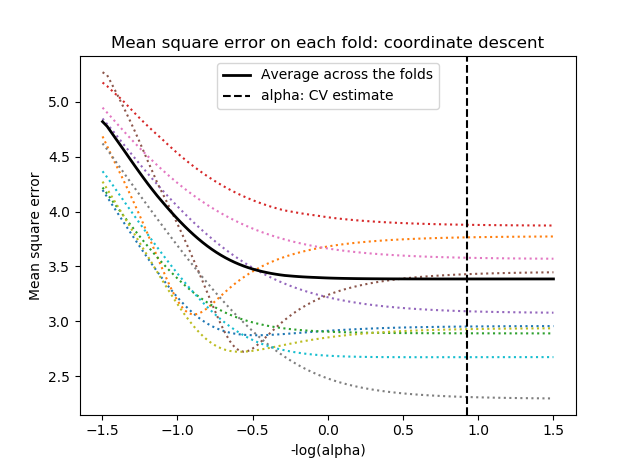 Mean square error on each fold: coordinate descent
Average across the folds
alpha: CV estimate
Mean square error
5.0
4.5
4.0
3.5
3.0
2.5
−1.5
−1.0
−0.5
0.0
0.5
1.0
1.5
-log(alpha)